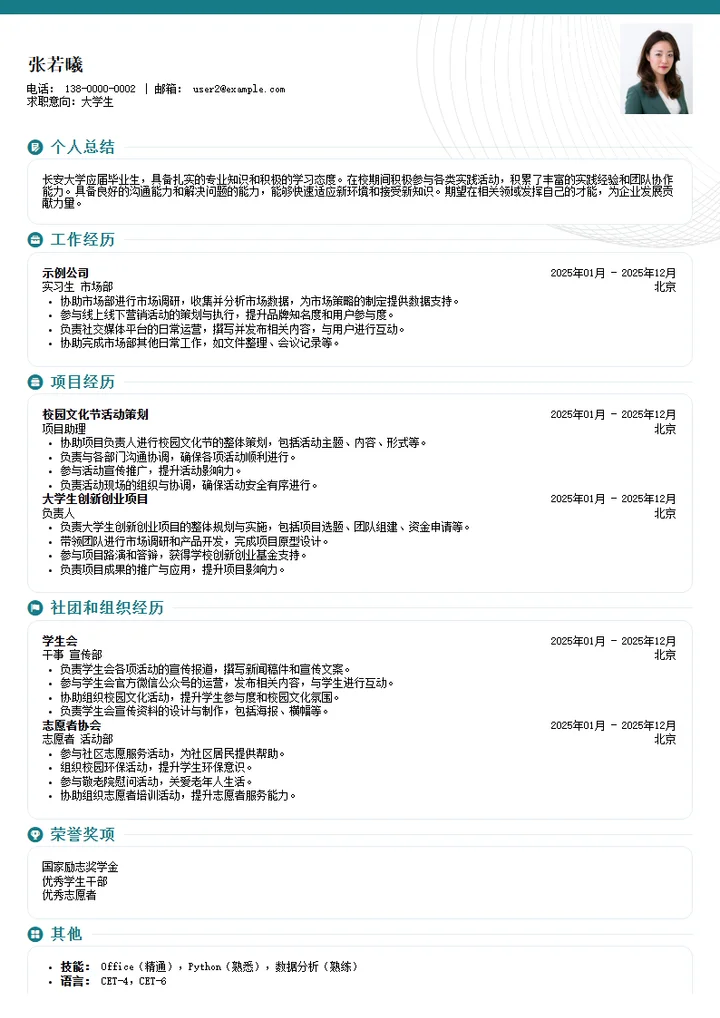 张若曦
电话： 138-0000-0002 | 邮箱： user2@example.com
求职意向：大学生
个人总结
长安大学应届毕业生，具备扎实的专业知识和积极的学习态度。在校期间积极参与各类实践活动，积累了丰富的实践经验和团队协作
能力。具备良好的沟通能力和解决问题的能力，能够快速适应新环境和接受新知识。期望在相关领域发挥自己的才能，为企业发展贡
献力量。
工作经历
示例公司 2025年01月 - 2025年12月
实习生 市场部 北京
• 协助市场部进行市场调研，收集并分析市场数据，为市场策略的制定提供数据支持。
• 参与线上线下营销活动的策划与执行，提升品牌知名度和用户参与度。
• 负责社交媒体平台的日常运营，撰写并发布相关内容，与用户进行互动。
• 协助完成市场部其他日常工作，如文件整理、会议记录等。
项目经历
校园文化节活动策划 2025年01月 - 2025年12月
项目助理 北京
• 协助项目负责人进行校园文化节的整体策划，包括活动主题、内容、形式等。
• 负责与各部门沟通协调，确保各项活动顺利进行。
• 参与活动宣传推广，提升活动影响力。
• 负责活动现场的组织与协调，确保活动安全有序进行。
大学生创新创业项目 2025年01月 - 2025年12月
负责人 北京
• 负责大学生创新创业项目的整体规划与实施，包括项目选题、团队组建、资金申请等。
• 带领团队进行市场调研和产品开发，完成项目原型设计。
• 参与项目路演和答辩，获得学校创新创业基金支持。
• 负责项目成果的推广与应用，提升项目影响力。
社团和组织经历
学生会 2025年01月 - 2025年12月
干事 宣传部 北京
• 负责学生会各项活动的宣传报道，撰写新闻稿件和宣传文案。
• 参与学生会官方微信公众号的运营，发布相关内容，与学生进行互动。
• 协助组织校园文化活动，提升学生参与度和校园文化氛围。
• 负责学生会宣传资料的设计与制作，包括海报、横幅等。
志愿者协会 2025年01月 - 2025年12月
志愿者 活动部 北京
• 参与社区志愿服务活动，为社区居民提供帮助。
• 组织校园环保活动，提升学生环保意识。
• 参与敬老院慰问活动，关爱老年人生活。
• 协助组织志愿者培训活动，提升志愿者服务能力。
荣誉奖项
国家励志奖学金
优秀学生干部
优秀志愿者
其他
• 技能： Office（精通），Python（熟悉），数据分析（熟练）
• 语言： CET-4，CET-6